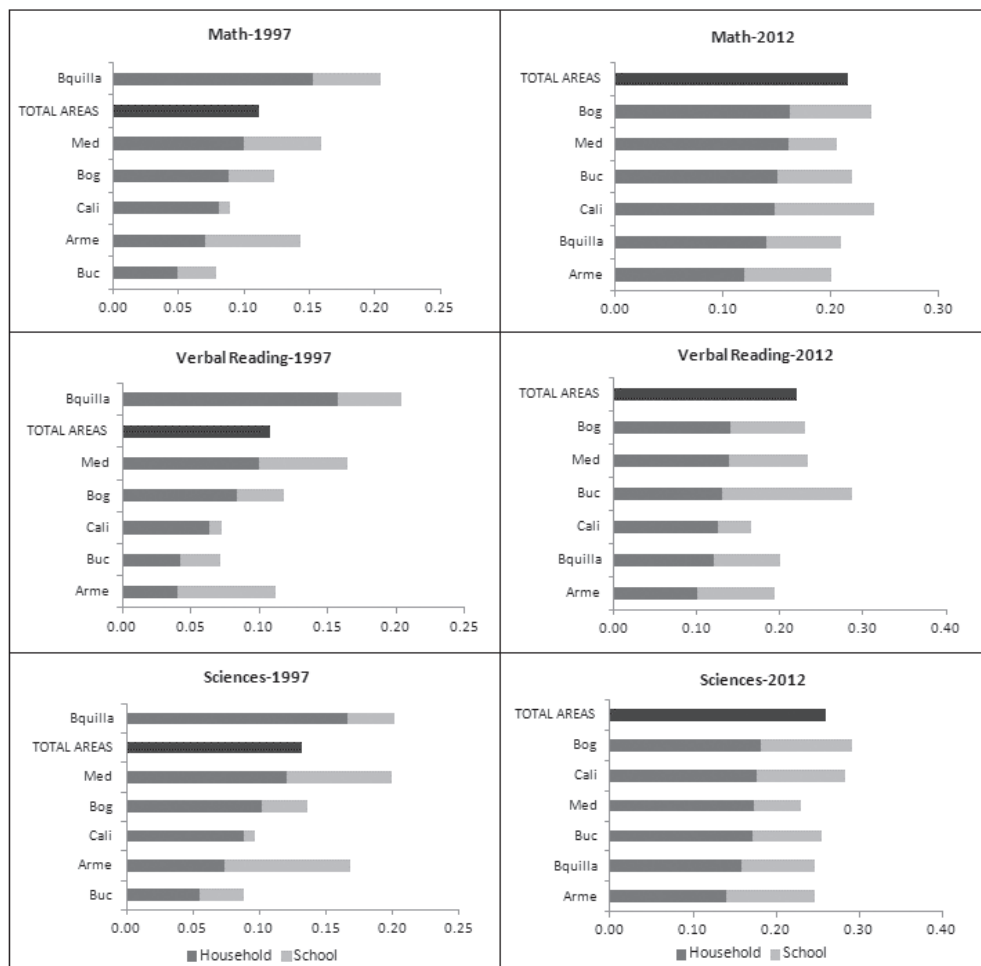 Math-1997
Bquilla
TOTAL AREAS
Med
Bog
Cali
Arme
Buc
0.00 0.05 0.10 0.15 0.20 0.25
Math-2012
TOTAL AREAS
Bog
Med
Buc
Cali
Bquilla
Arme
0.00 0.10 0.20 0.30
Verbal Reading-1997
Bquilla
TOTAL AREAS
Med
Bog
Cali
Buc
Arme
0.00 0.05 0.10 0.15 0.20 0.25
Verbal Reading-2012
TOTAL AREAS
Bog
Med
Buc
Cali
Bquilla
Arme
0.00 0.10 0.20 0.30 0.40
Sciences-1997
Bquilla
TOTAL AREAS
Med
Bog
Cali
Arme
Buc
0.00 0.05 0.10 0.15 0.20 0.25
Household School
Sciences-2012
TOTAL AREAS
Bog
Cali
Med
Buc
Bquilla
Arme
0.00 0.10 0.20 0.30 0.40
Household School